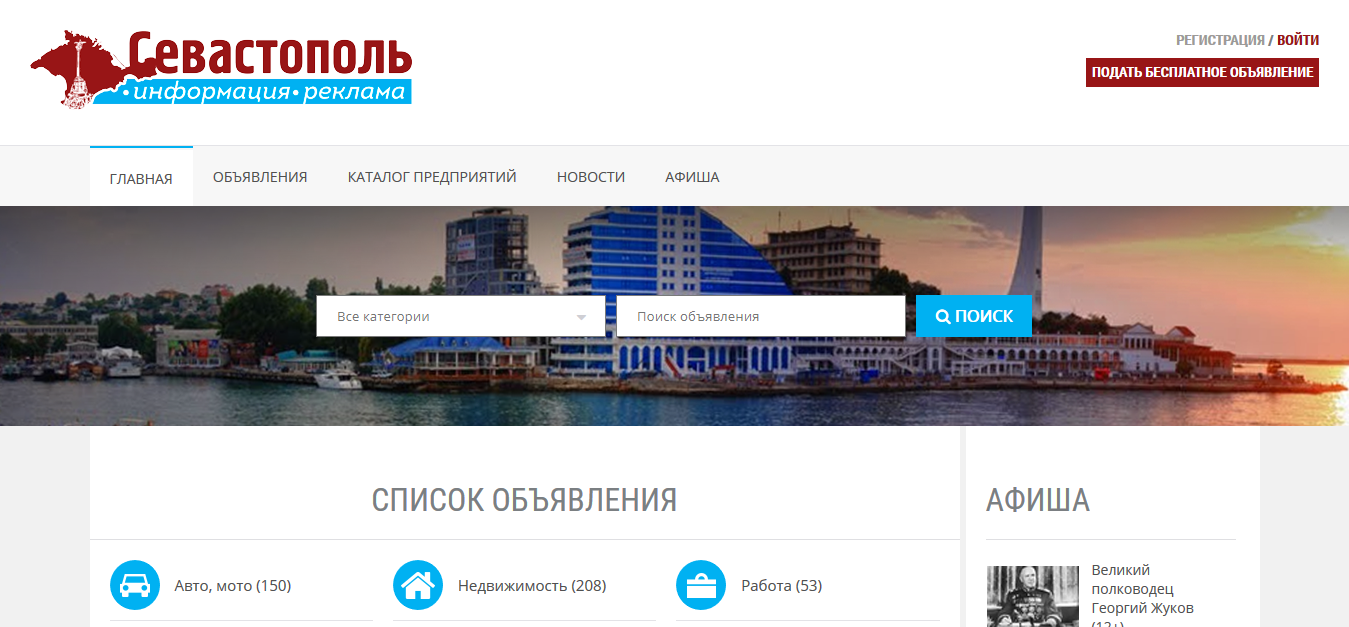 Севастополь
• информация • реклама
РЕГИСТРАЦИЯ / ВОЙТИ
ПОДАТЬ БЕСПЛАТНОЕ ОБЪЯВЛЕНИЕ
ГЛАВНАЯ ОБЪЯВЛЕНИЯ КАТАЛОГ ПРЕДПРИЯТИЙ НОВОСТИ АФИША
Все категории Поиск объявления ПОИСК
СПИСОК ОБЪЯВЛЕНИЯ
Авто, мото (150) Недвижимость (208) Работа (53)
АФИША
Великий
полководец
Георгий Жуков
(12+)